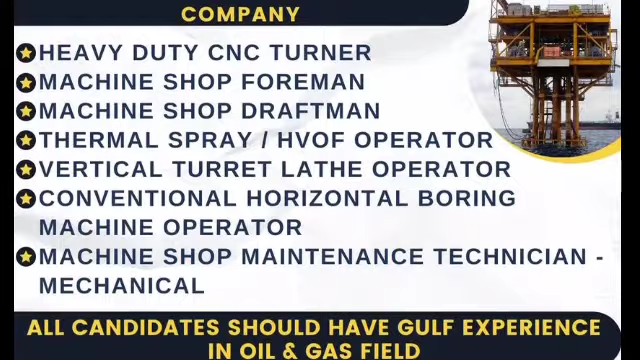 COMPANY
HEAVY DUTY CNC TURNER
MACHINE SHOP FOREMAN
MACHINE SHOP DRAFTMAN
THERMAL SPRAY / HVOF OPERATOR
VERTICAL TURRET LATHE OPERATOR
CONVENTIONAL HORIZONTAL BORING
MACHINE OPERATOR
MACHINE SHOP MAINTENANCE TECHNICIAN -
MECHANICAL
ALL CANDIDATES SHOULD HAVE GULF EXPERIENCE
IN OIL & GAS FIELD